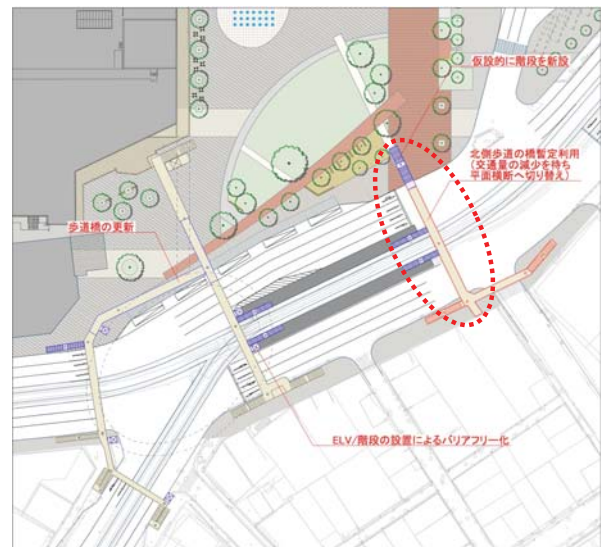 仮設的に階段を新設
北側歩道の橋暫定利用
(交通量の減少を待ち
平面横断へ切り替え)
歩道橋の更新
ELV/階段の設置によるバリアフリー化